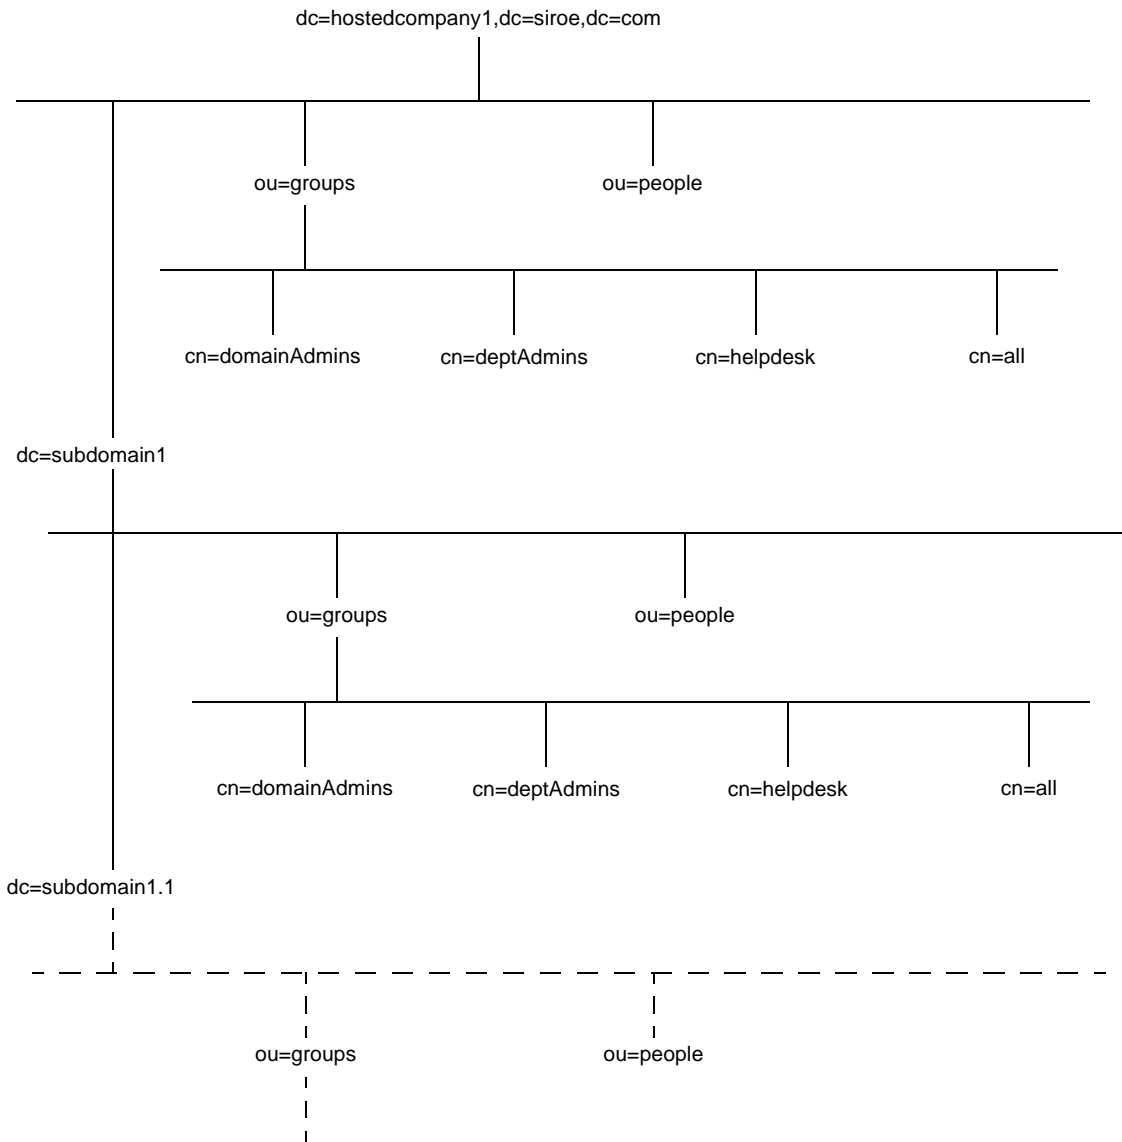 dc=hostedcompany1,dc=siroe,dc=com
ou=groups
ou=people
cn=domainAdmins
cn=deptAdmins
cn=helpdesk
cn=all
dc=subdomain1
ou=groups
ou=people
cn=domainAdmins
cn=deptAdmins
cn=helpdesk
cn=all
dc=subdomain1.1
ou=groups
ou=people